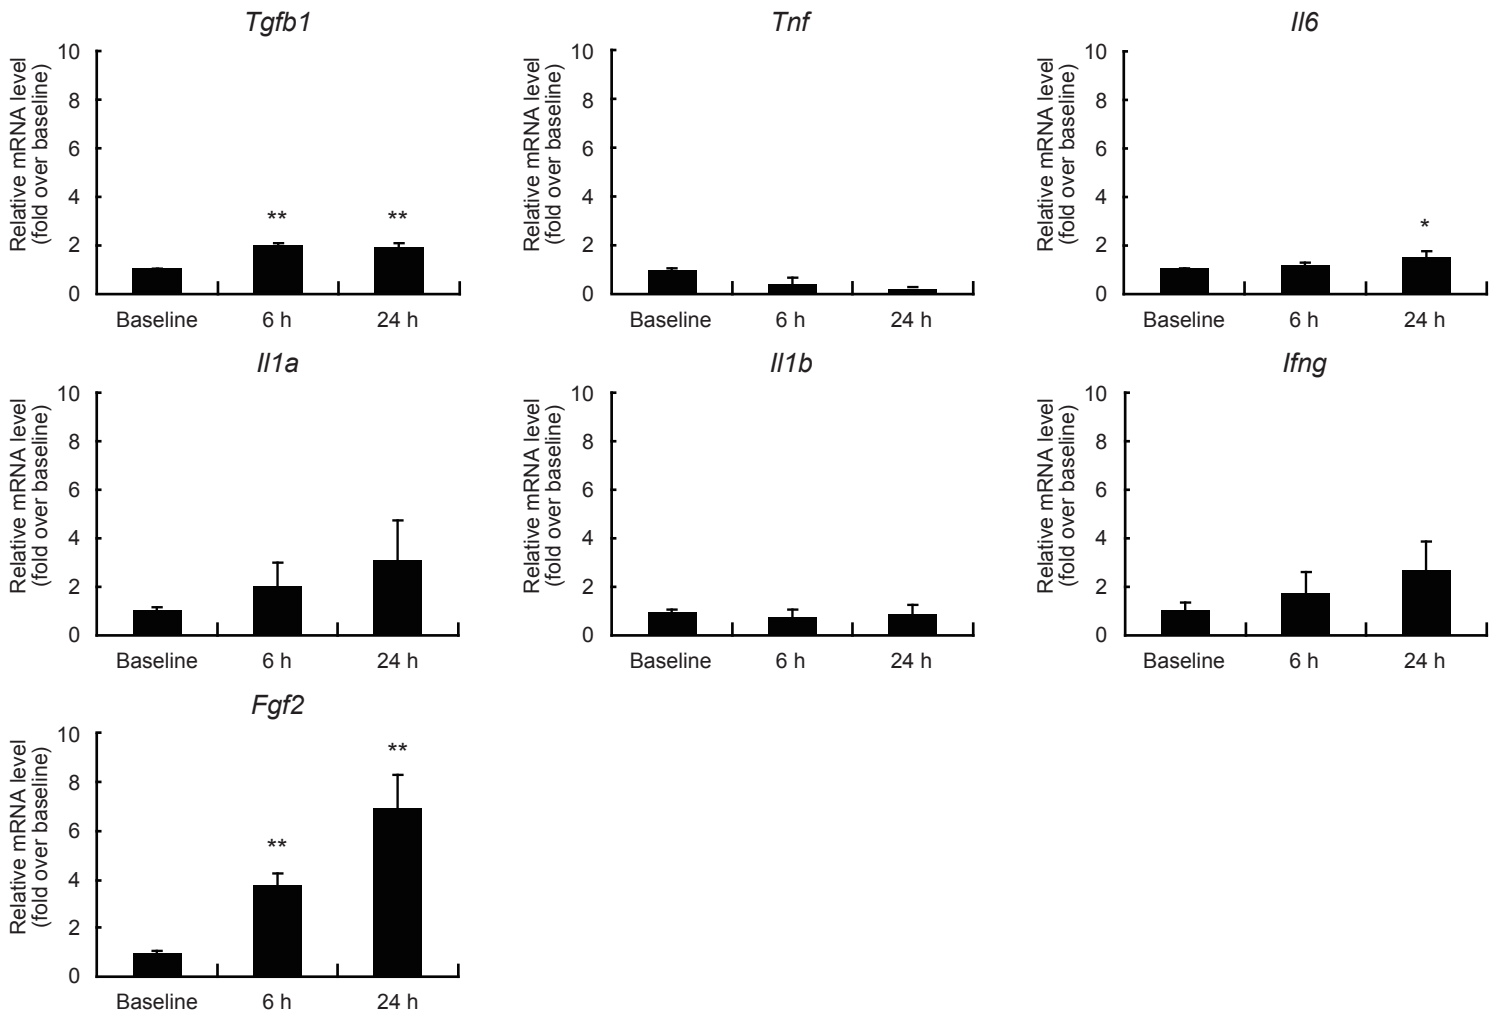 Tgfb1
Relative mRNA level
(fold over baseline)
10
8
6
4
2
0
**
**
Baseline
6 h
24 h
Tnf
Relative mRNA level
(fold over baseline)
10
8
6
4
2
0
Baseline
6 h
24 h
Il6
Relative mRNA level
(fold over baseline)
10
8
6
4
2
0
*
Baseline
6 h
24 h
Il1a
Relative mRNA level
(fold over baseline)
10
8
6
4
2
0
Baseline
6 h
24 h
Il1b
Relative mRNA level
(fold over baseline)
10
8
6
4
2
0
Baseline
6 h
24 h
Ifng
Relative mRNA level
(fold over baseline)
10
8
6
4
2
0
Baseline
6 h
24 h
Fgf2
Relative mRNA level
(fold over baseline)
10
8
6
4
2
0
**
**
Baseline
6 h
24 h